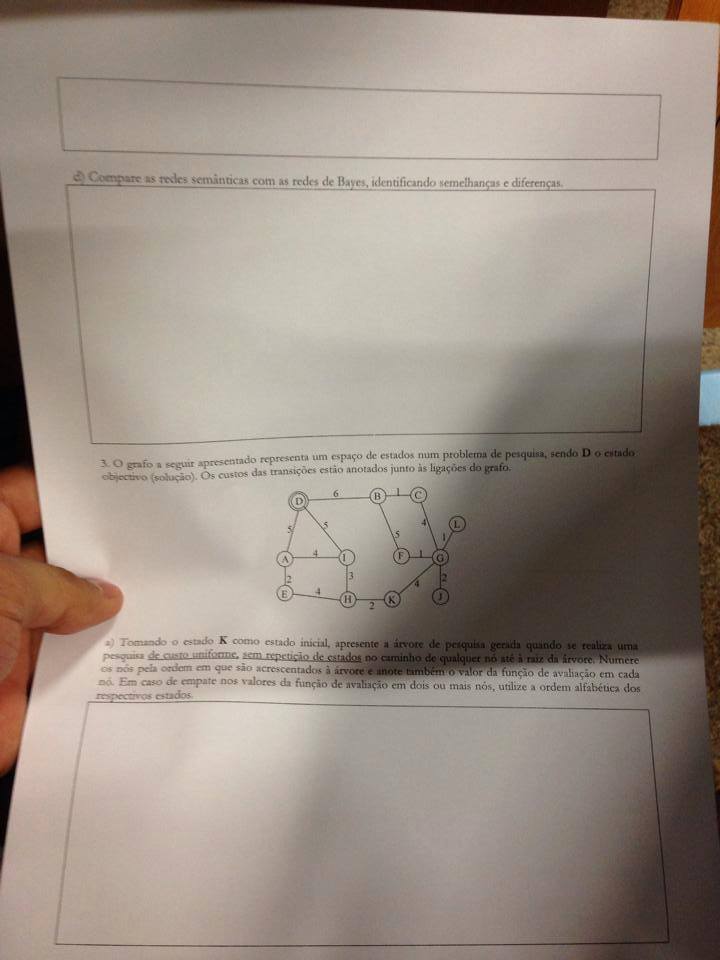 d) Compare as redes semânticas com as redes de Bayes, identificando semelhanças e diferenças.
3. O grafo a seguir apresentado representa um espaço de estados num problema de pesquisa, sendo D o estado
objectivo (solução). Os custos das transições estão anotados junto às ligações do grafo.
D 6 B 1 C
5 5 5 4 L
1
A 4 I F 1 G
2 3 4 2
E 4 H 2 K J
a) Tomando o estado K como estado inicial, apresente a árvore de pesquisa gerada quando se realiza uma
pesquisa de custo uniforme, sem repetição de estados no caminho de qualquer nó até à raiz da árvore. Numere
os nós pela ordem em que são acrescentados à árvore e anote também o valor da função de avaliação em cada
nó. Em caso de empate nos valores da função de avaliação em dois ou mais nós, utilize a ordem alfabética dos
respectivos estados.